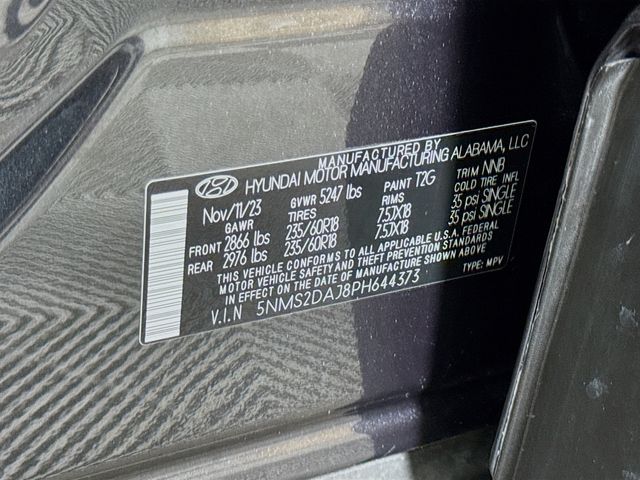 MANUFACTURED BY
HYUNDAI MOTOR MANUFACTURING ALABAMA, LLC
Nov/11/23 GVWR 5247 lbs PAINT T2G TRIM NNB
GAWR TIRES RIMS COLD TIRE INFL
FRONT 2866 lbs 235/60R18 7.5JX18 35 psi SINGLE
REAR 2976 lbs 235/60R18 7.5JX18 35 psi SINGLE
THIS VEHICLE CONFORMS TO ALL APPLICABLE U.S.A. FEDERAL
MOTOR VEHICLE SAFETY AND THEFT PREVENTION STANDARDS
IN EFFECT ON THE DATE OF MANUFACTURE SHOWN ABOVE.
V.I.N 5NMS2DAJ8PH644373 TYPE: MPV